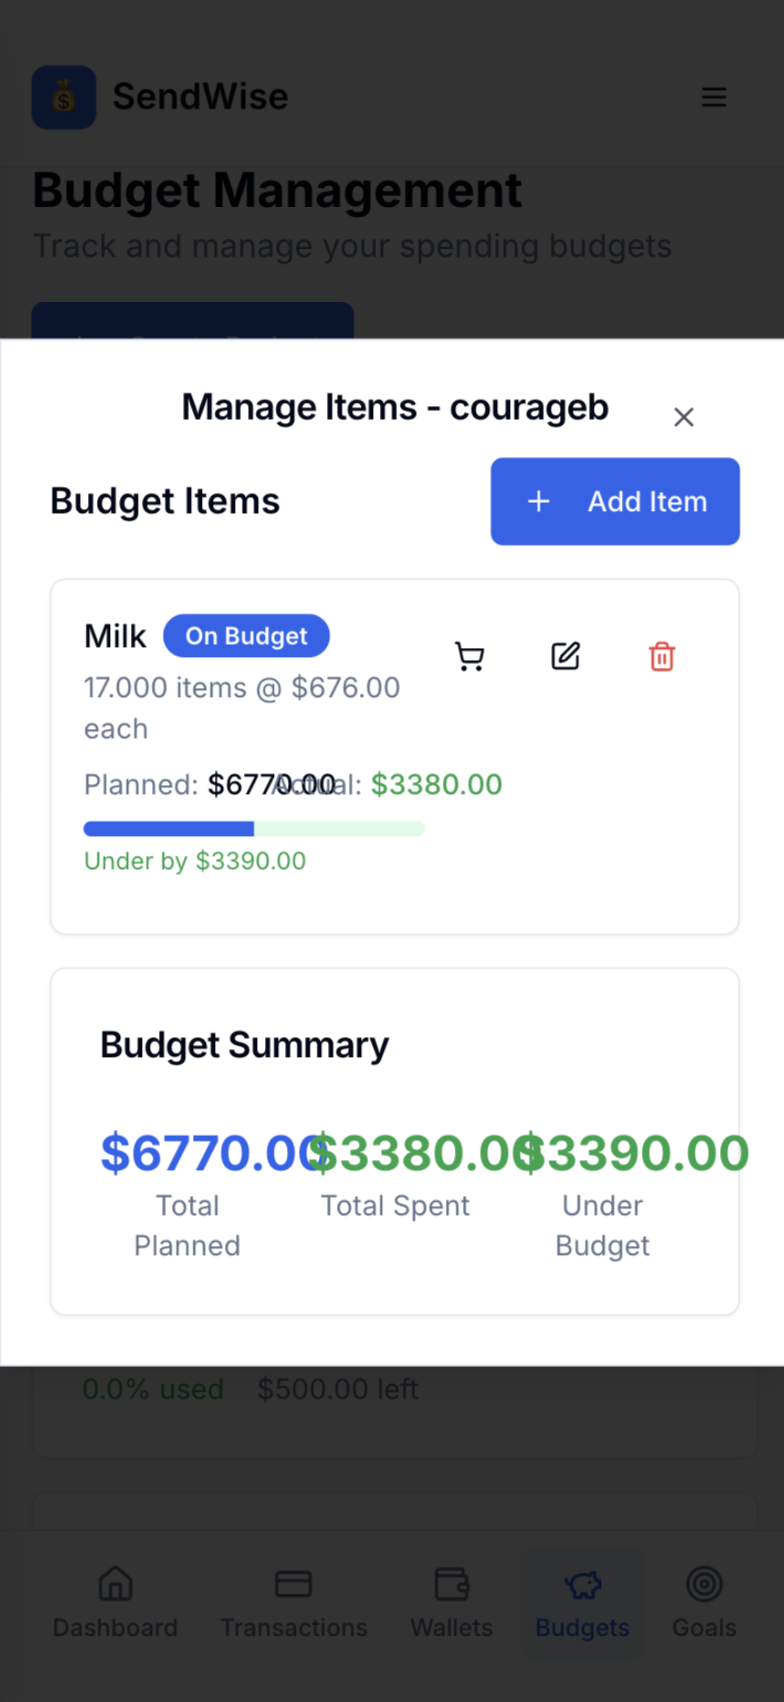 SendWise
Budget Management
Track and manage your spending budgets
Manage Items - courageb
Budget Items
Add Item
Milk On Budget
17.000 items @ $676.00
each
Planned: $6770.00 Actual: $3380.00
Under by $3390.00
Budget Summary
$6770.00 $3380.00 $3390.00
Total Planned
Total Spent
Under Budget
0.0% used $500.00 left
Dashboard Transactions Wallets Budgets Goals